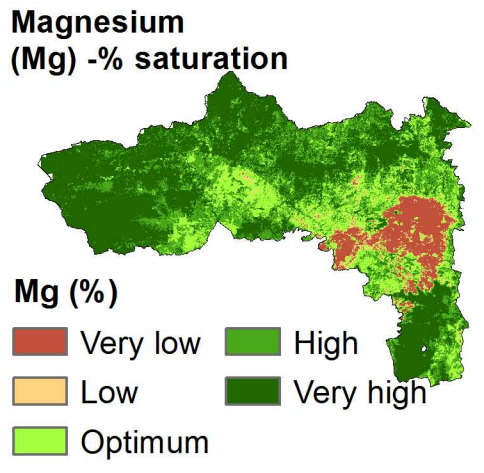 Magnesium
(Mg) -% saturation
Mg (%)
Very low
High
Low
Very high
Optimum